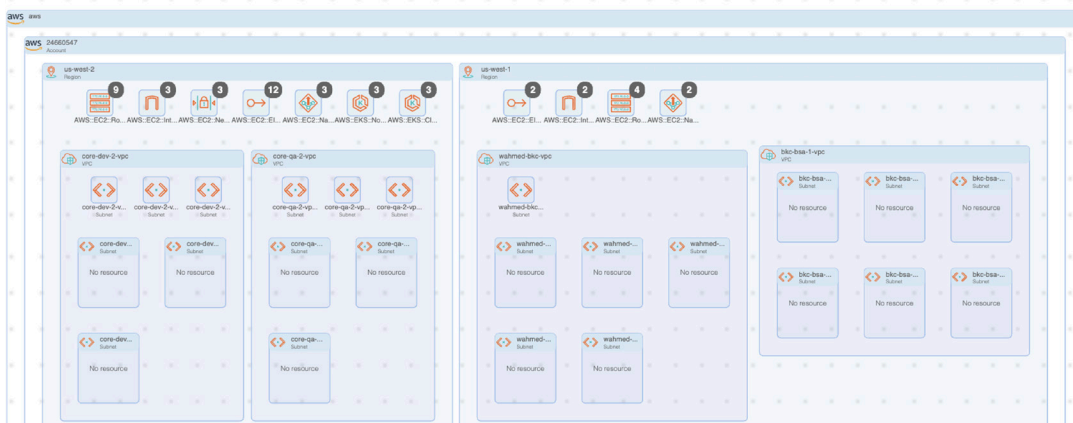 aws aws
aws 24660547
Account
us-west-2
Region
9 3 3 12 3 3 3
AWS::EC2::Ro... AWS::EC2::Int... AWS::EC2::Ne... AWS::EC2::EI... AWS::EC2::Na... AWS::EKS::No... AWS::EKS::Cl...
core-dev-2-vpc
VPC
core-dev-2-v... core-dev-2-v... core-dev-2-v...
Subnet Subnet Subnet
core-dev... core-dev...
Subnet Subnet
No resource No resource
core-dev...
Subnet
No resource
core-qa-2-vpc
VPC
core-qa-2-vp... core-qa-2-vp... core-qa-2-vp...
Subnet Subnet Subnet
core-qa-... core-qa-...
Subnet Subnet
No resource No resource
core-qa-...
Subnet
No resource
us-west-1
Region
2 2 4 2
AWS::EC2::EI... AWS::EC2::Int... AWS::EC2::Ro... AWS::EC2::Na...
wahmed-bkc-vpc
VPC
wahmed-bkc...
Subnet
wahmed-... wahmed-... wahmed-...
Subnet Subnet Subnet
No resource No resource No resource
wahmed-... wahmed-...
Subnet Subnet
No resource No resource
bkc-bsa-1-vpc
VPC
bkc-bsa-... bkc-bsa-... bkc-bsa-...
Subnet Subnet Subnet
No resource No resource No resource
bkc-bsa-... bkc-bsa-... bkc-bsa-...
Subnet Subnet Subnet
No resource No resource No resource